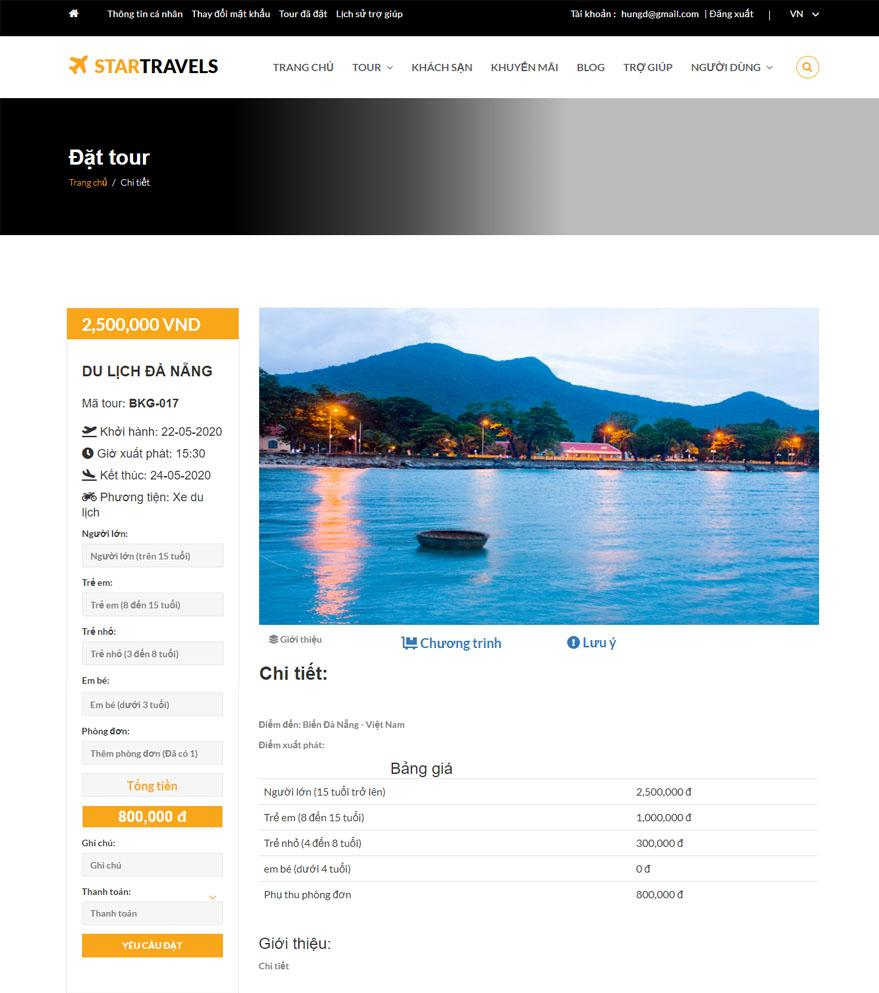 Thông tin cá nhân Thay đổi mật khẩu Tour đã đặt Lịch sử trợ giúp Tài khoản : hungd@gmail.com | Đăng xuất | VN
STARTRAVELS TRANG CHỦ TOUR KHÁCH SẠN KHUYẾN MÃI BLOG TRỢ GIÚP NGƯỜI DÙNG
Đặt tour
Trang chủ / Chi tiết
2,500,000 VND
DU LỊCH ĐÀ NẴNG
Mã tour: BKG-017
Khởi hành: 22-05-2020
Giờ xuất phát: 15:30
Kết thúc: 24-05-2020
Phương tiện: Xe du
lịch
Người lớn:
Người lớn (trên 15 tuổi)
Trẻ em:
Trẻ em (8 đến 15 tuổi)
Trẻ nhỏ:
Trẻ nhỏ (3 đến 8 tuổi)
Em bé:
Em bé (dưới 3 tuổi)
Phòng đơn:
Thêm phòng đơn (Đã có 1)
Tổng tiền
800,000 đ
Ghi chú:
Ghi chú
Thanh toán:
Thanh toán
YÊU CẦU ĐẶT
Giới thiệu Chương trình Lưu ý
Chi tiết:
Điểm đến: Biển Đà Nẵng - Việt Nam
Điểm xuất phát:
Bảng giá
Người lớn (15 tuổi trở lên) 2,500,000 đ
Trẻ em (8 đến 15 tuổi) 1,000,000 đ
Trẻ nhỏ (4 đến 8 tuổi) 300,000 đ
em bé (dưới 4 tuổi) 0 đ
Phụ thu phòng đơn 800,000 đ
Giới thiệu:
Chi tiết